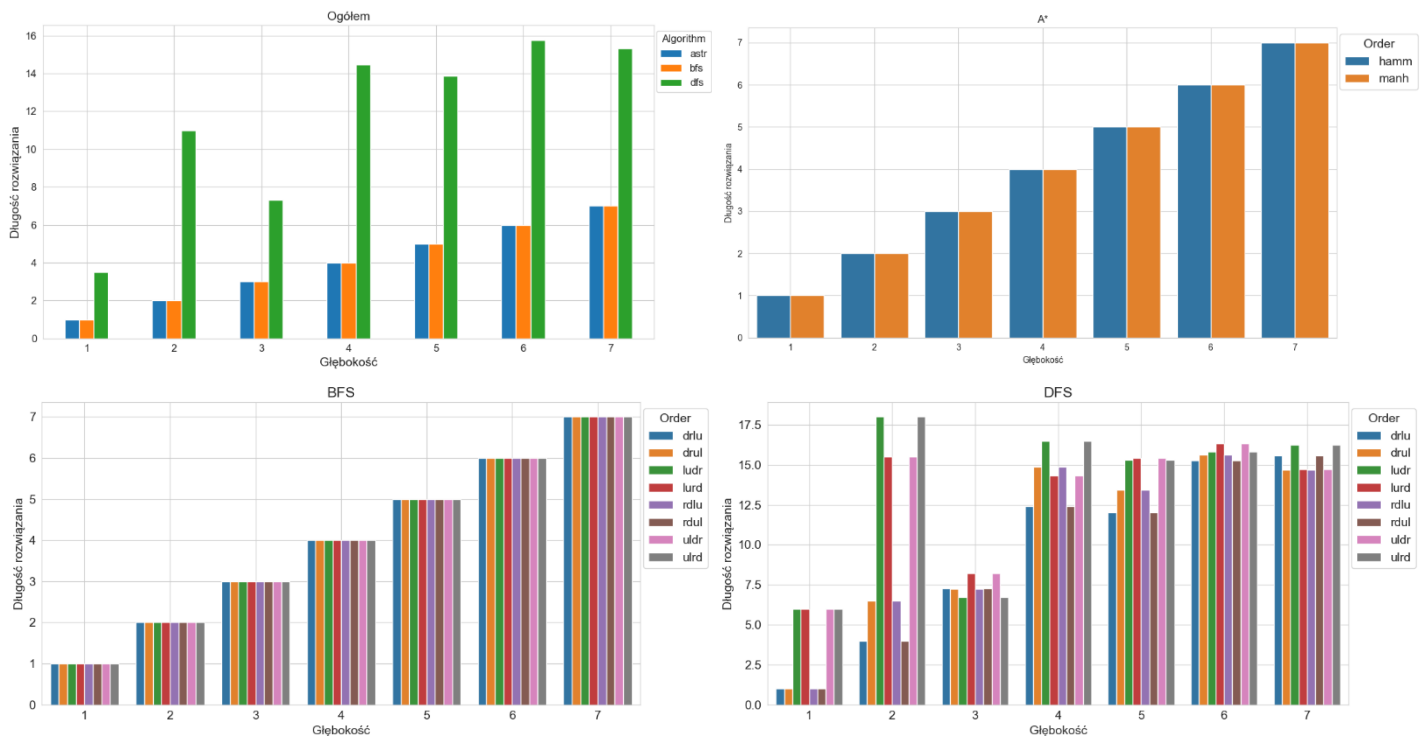 Ogółem
16
14
12
10
8
6
4
2
0
Długość rozwiązania
1 2 3 4 5 6 7
Głębokość
Algorithm
astr
bfs
dfs
A*
7
6
5
4
3
2
1
0
Długość rozwiązania
1 2 3 4 5 6 7
Głębokość
Order
hamm
manh
BFS
7
6
5
4
3
2
1
0
Długość rozwiązania
1 2 3 4 5 6 7
Głębokość
Order
drlu
drul
ludr
lurd
rdlu
rdul
uldr
ulrd
DFS
17.5
15.0
12.5
10.0
7.5
5.0
2.5
0.0
Długość rozwiązania
1 2 3 4 5 6 7
Głębokość
Order
drlu
drul
ludr
lurd
rdlu
rdul
uldr
ulrd